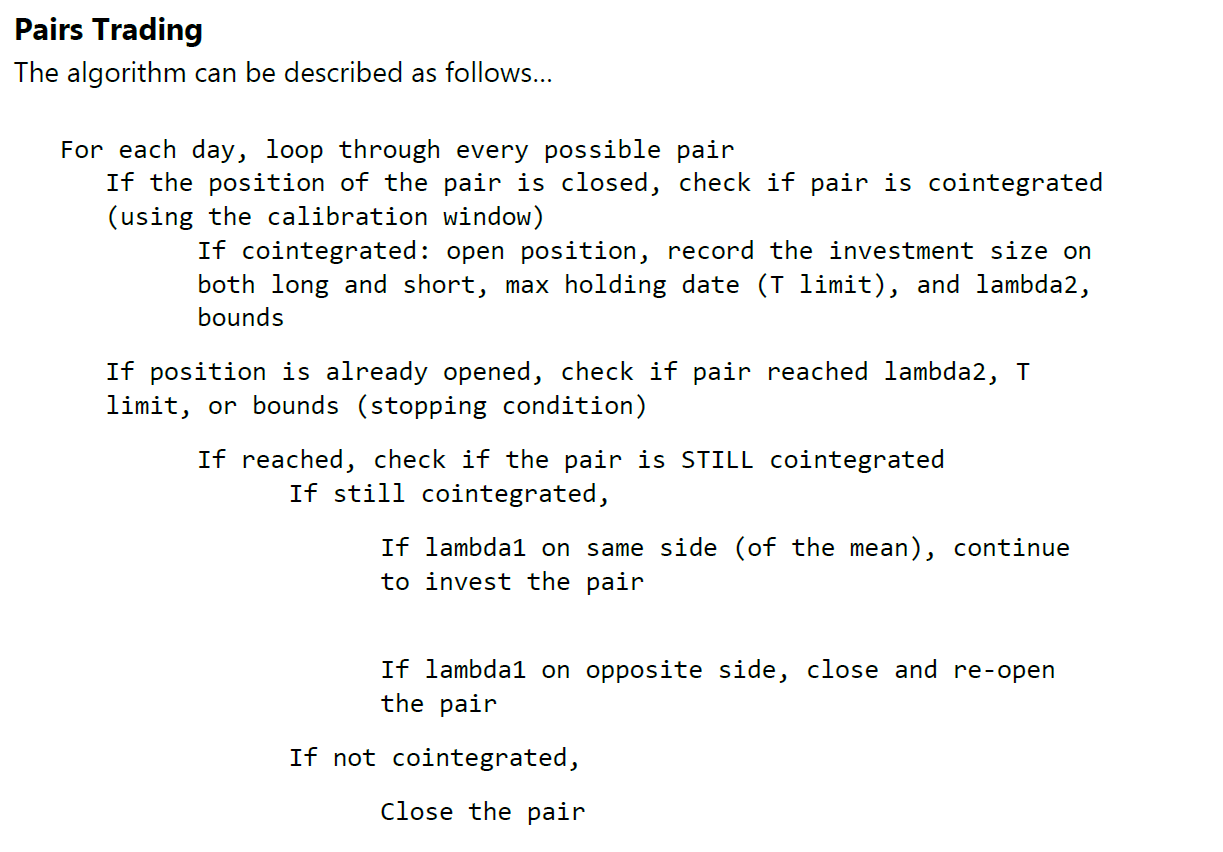 Pairs Trading
The algorithm can be described as follows...
For each day, loop through every possible pair
If the position of the pair is closed, check if pair is cointegrated
(using the calibration window)
If cointegrated: open position, record the investment size on
both long and short, max holding date (T limit), and lambda2,
bounds
If position is already opened, check if pair reached lambda2, T
limit, or bounds (stopping condition)
If reached, check if the pair is STILL cointegrated
If still cointegrated,
If lambda1 on same side (of the mean), continue
to invest the pair
If lambda1 on opposite side, close and re-open
the pair
If not cointegrated,
Close the pair